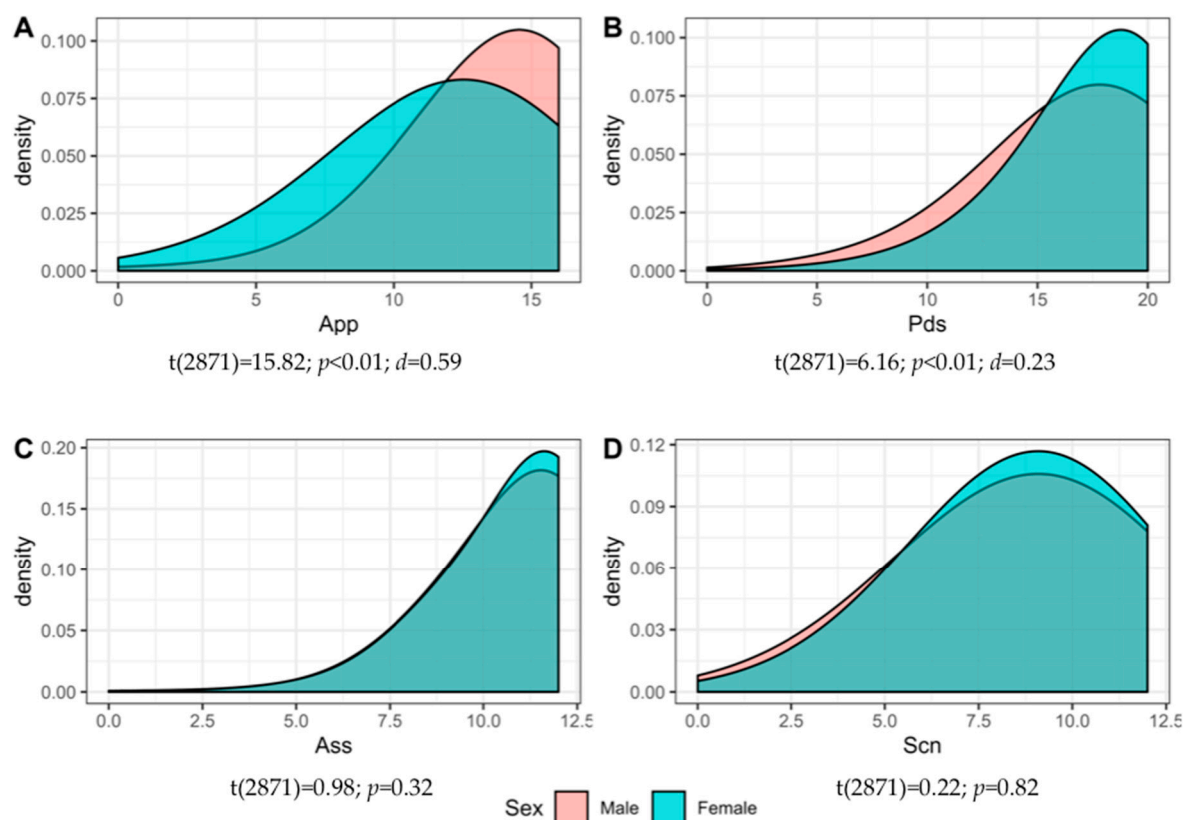 A
0.100
0.075
0.050
0.025
0.000
density
0 5 10 15
App
t(2871)=15.82; p<0.01; d=0.59
B
0.100
0.075
0.050
0.025
0.000
density
0 5 10 15 20
Pds
t(2871)=6.16; p<0.01; d=0.23
C
0.20
0.15
0.10
0.05
0.00
density
0.0 2.5 5.0 7.5 10.0 12.5
Ass
t(2871)=0.98; p=0.32
D
0.12
0.09
0.06
0.03
0.00
density
0.0 2.5 5.0 7.5 10.0 12.5
Scn
t(2871)=0.22; p=0.82
Sex Male Female